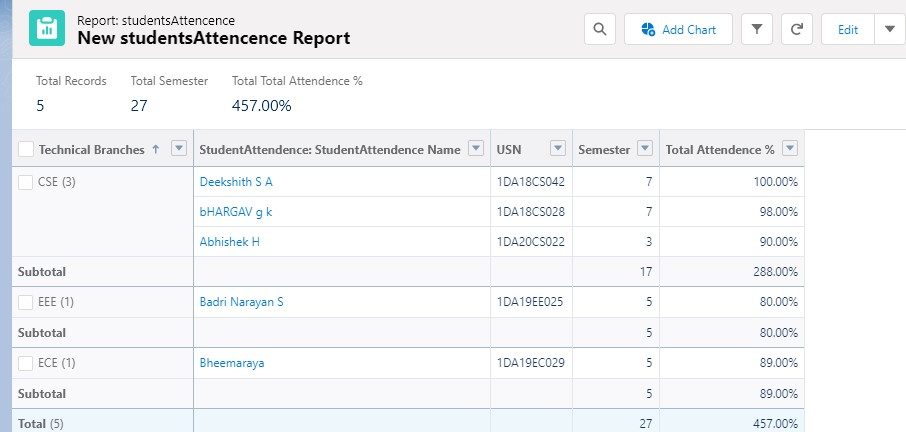 Report: studentsAttencence
New studentsAttencence Report
Add Chart
Edit
Total Records Total Semester Total Total Attendence %
5 27 457.00%
Technical Branches ↑ StudentAttendence: StudentAttendence Name USN Semester Total Attendence %
CSE (3) Deekshith S A 1DA18CS042 7 100.00%
bHARGAV g k 1DA18CS028 7 98.00%
Abhishek H 1DA20CS022 3 90.00%
Subtotal 17 288.00%
EEE (1) Badri Narayan S 1DA19EE025 5 80.00%
Subtotal 5 80.00%
ECE (1) Bheemaraya 1DA19EC029 5 89.00%
Subtotal 5 89.00%
Total (5) 27 457.00%